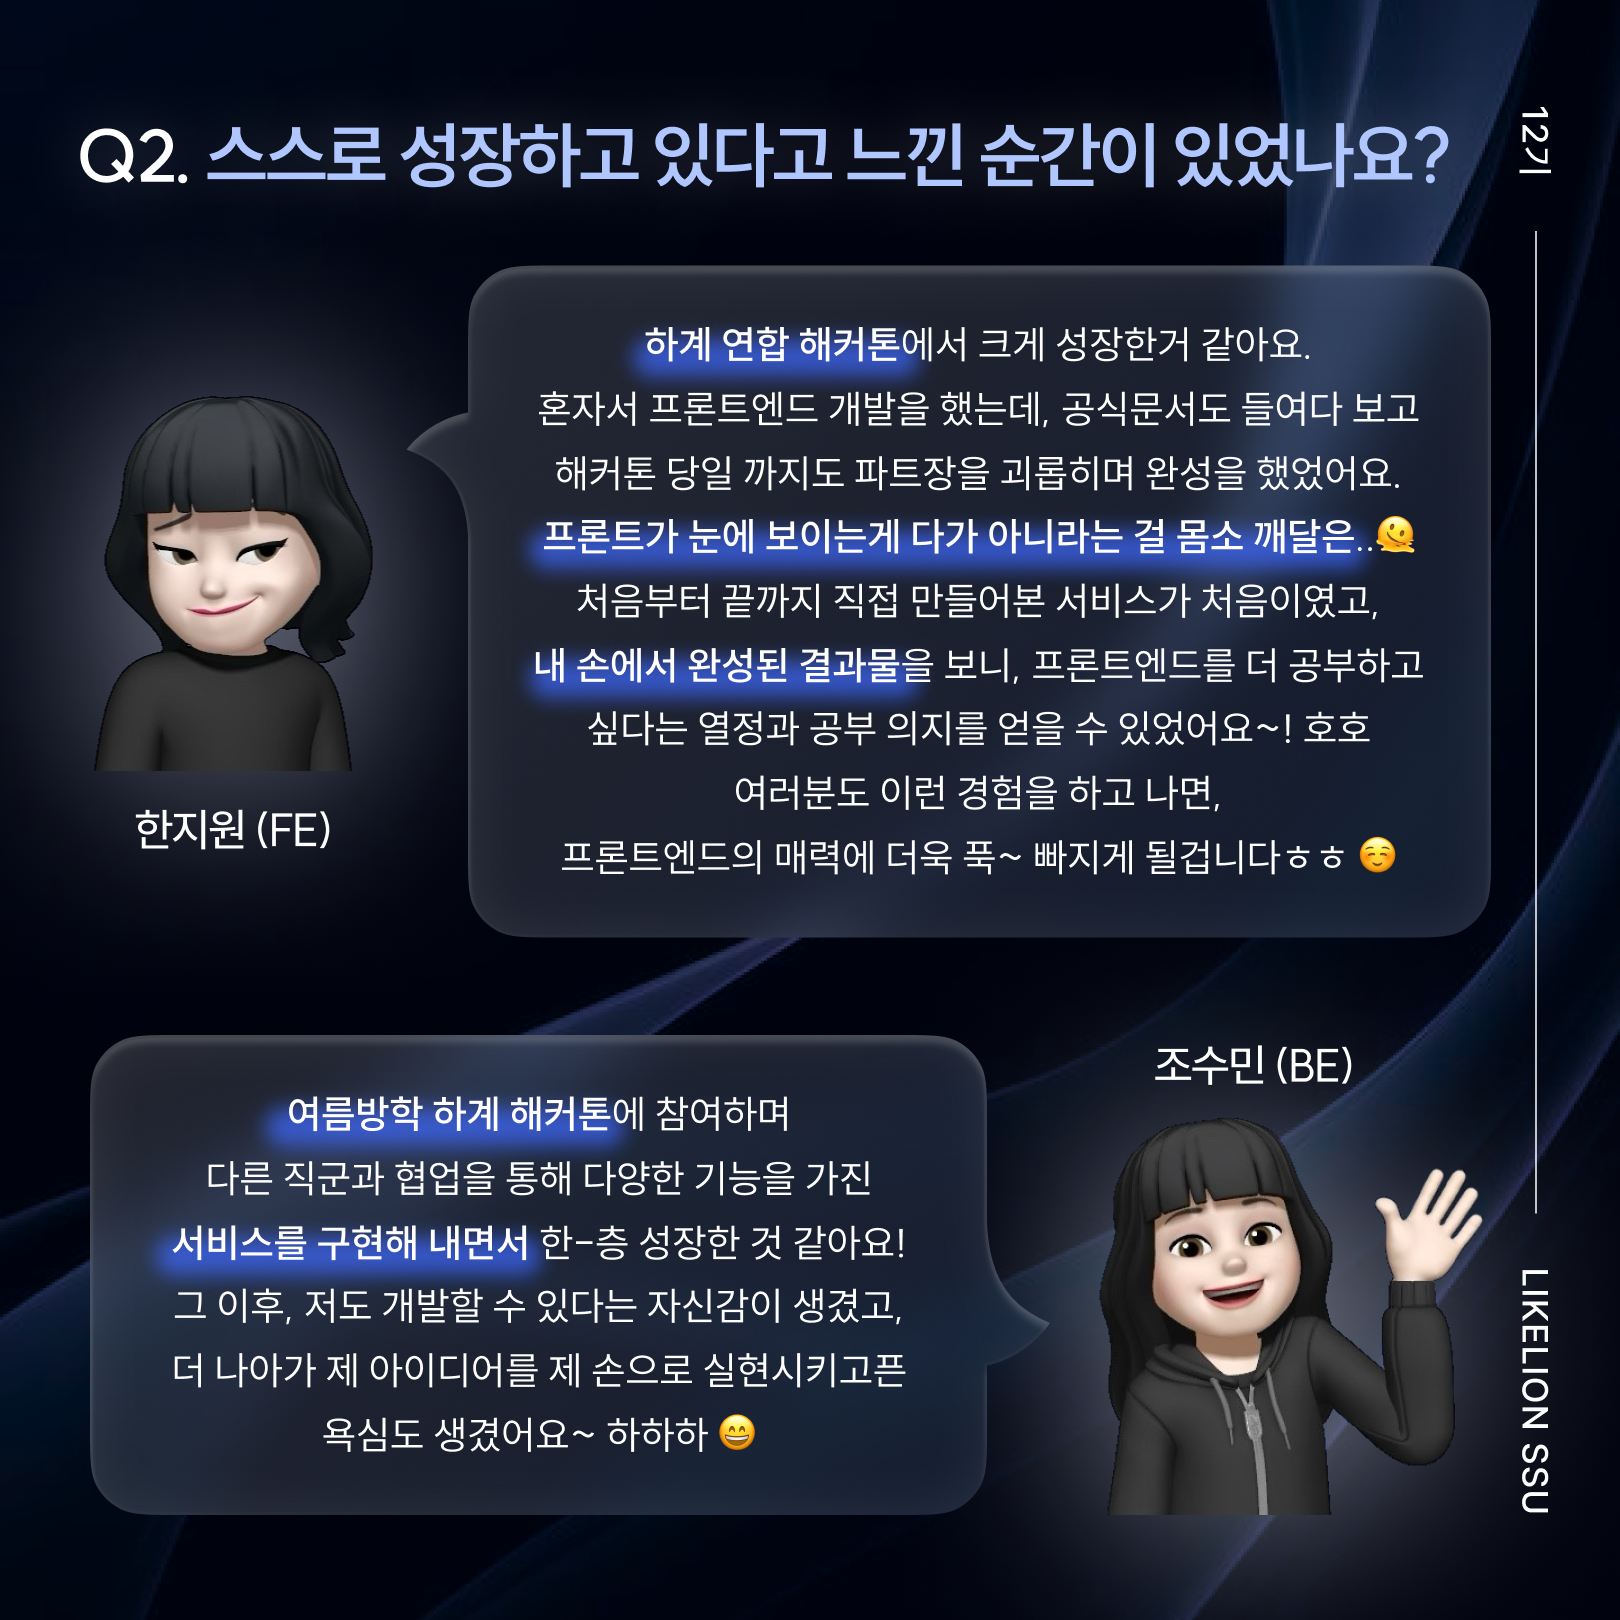 Q2. 스스로 성장하고 있다고 느낀 순간이 있었나요?
12기
하계 연합 해커톤에서 크게 성장한거 같아요.
혼자서 프론트엔드 개발을 했는데, 공식문서도 들여다 보고
해커톤 당일 까지도 파트장을 괴롭히며 완성을 했었어요.
프론트가 눈에 보이는게 다가 아니라는 걸 몸소 깨달은..🫠
처음부터 끝까지 직접 만들어본 서비스가 처음이였고,
내 손에서 완성된 결과물을 보니, 프론트엔드를 더 공부하고
싶다는 열정과 공부 의지를 얻을 수 있었어요~! 호호
여러분도 이런 경험을 하고 나면,
프론트엔드의 매력에 더욱 푹~ 빠지게 될겁니다ㅎㅎ ☺️
한지원 (FE)
조수민 (BE)
여름방학 하계 해커톤에 참여하며
다른 직군과 협업을 통해 다양한 기능을 가진
서비스를 구현해 내면서 한-층 성장한 것 같아요!
그 이후, 저도 개발할 수 있다는 자신감이 생겼고,
더 나아가 제 아이디어를 제 손으로 실현시키고픈
욕심도 생겼어요~ 하하하 😄
LIKELION SSU